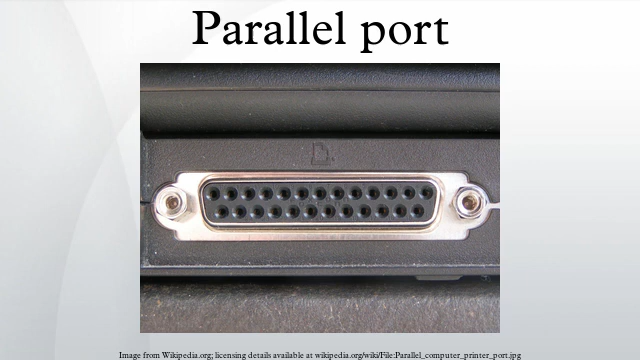 Parallel port
Image from Wikipedia.org; licensing details available at wikipedia.org/wiki/File:Parallel_computer_printer_port.jpg